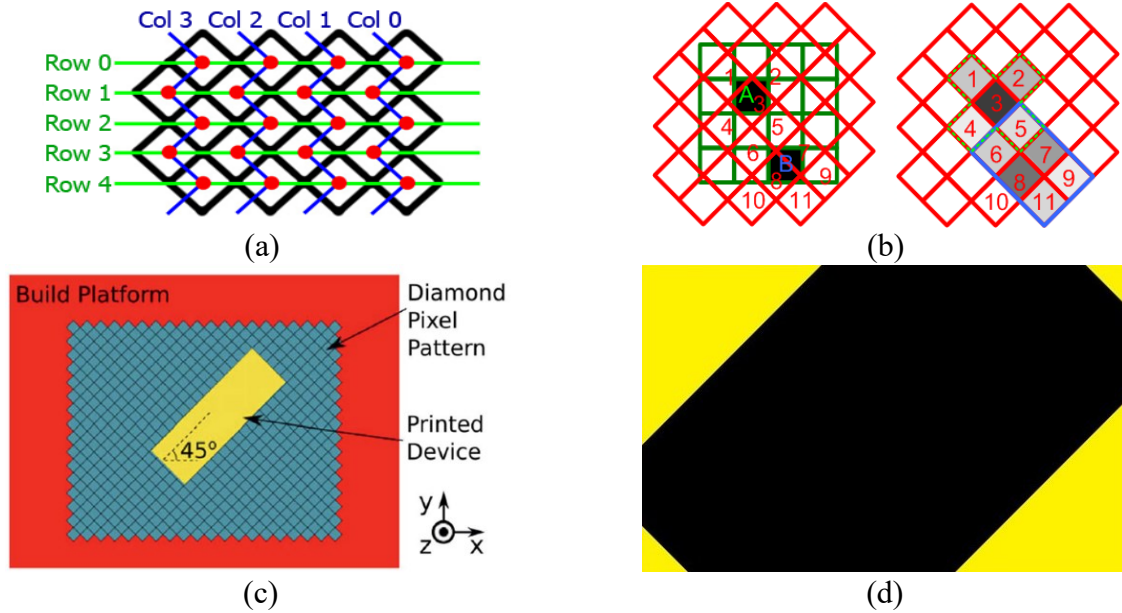 Col 3 Col 2 Col 1 Col 0
Row 0
Row 1
Row 2
Row 3
Row 4
(a)
1 2
A
3
4 5
6 7
B
8 9
10 11
1 2
3
4 5
6 7
8 9
10 11
(b)
Build Platform
Diamond
Pixel
Pattern
Printed
Device
45º
y
z x
(c)
(d)